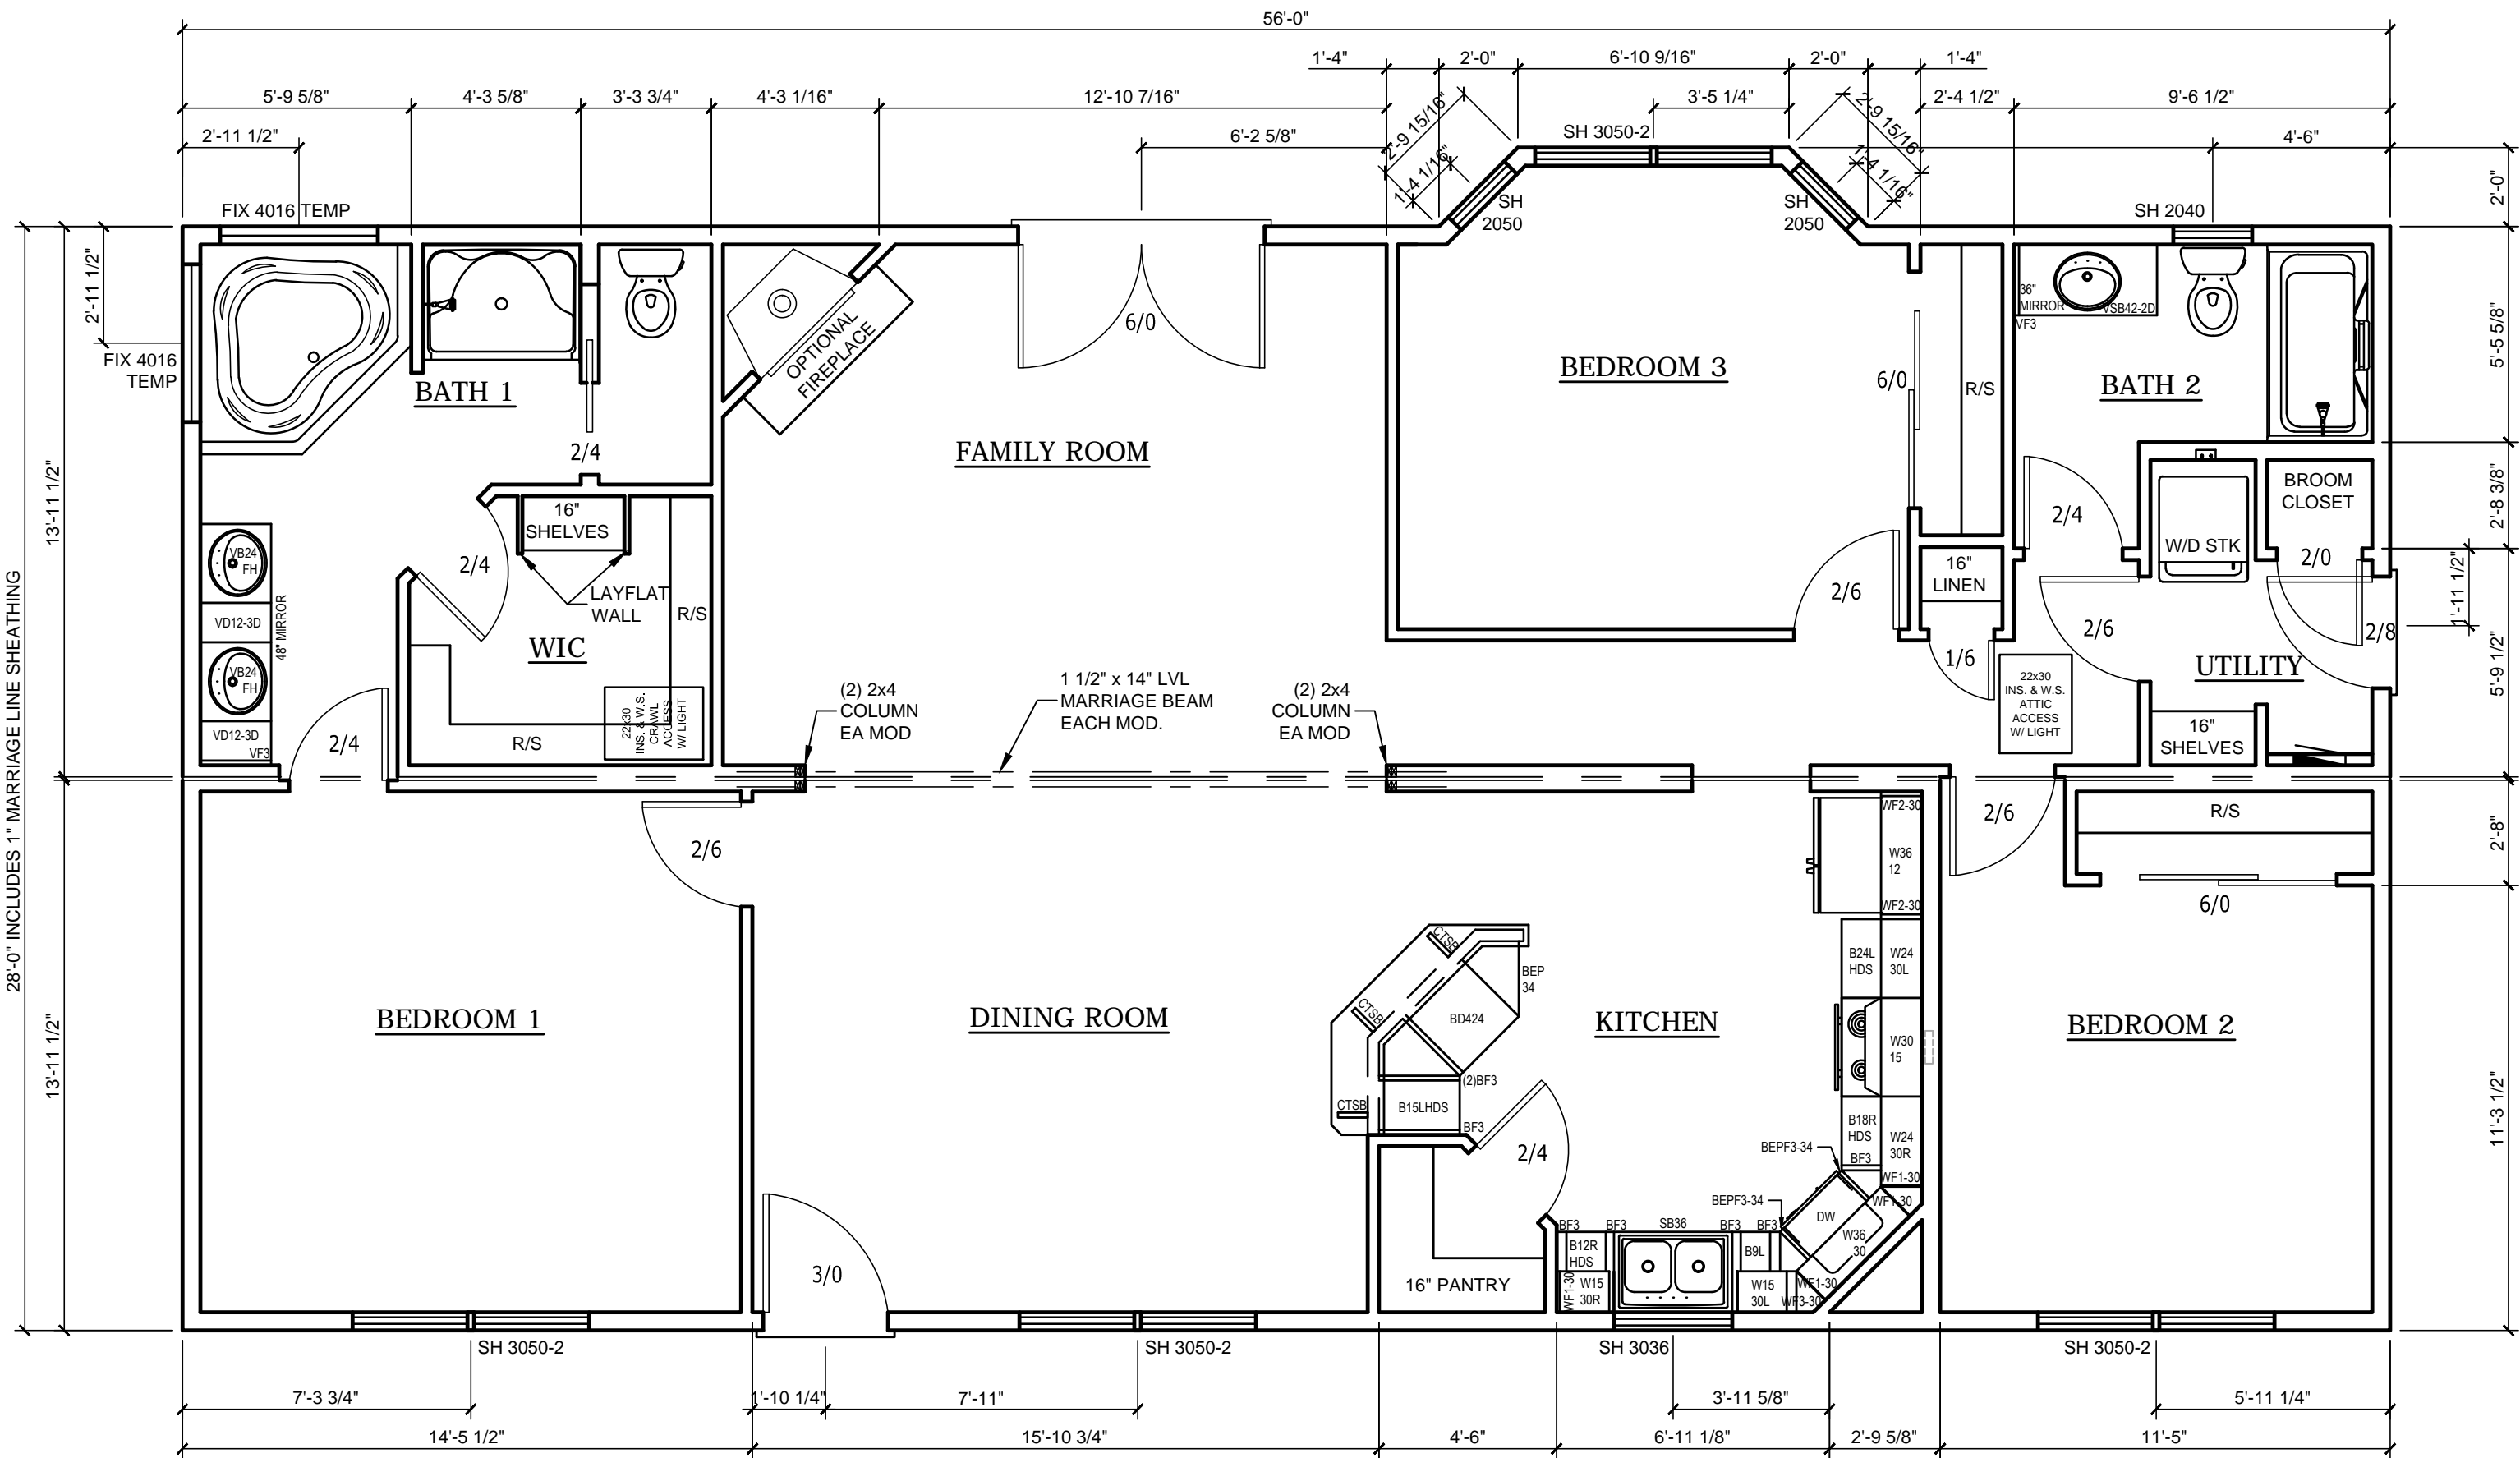 56'-0"
1'-4"
2'-0"
6'-10 9/16"
2'-0"
1'-4"
5'-9 5/8"
4'-3 5/8"
3'-3 3/4"
4'-3 1/16"
12'-10 7/16"
3'-5 1/4"
2'-4 1/2"
9'-6 1/2"
2'-11 1/2"
6'-2 5/8"
2'-9 15/16"
1'-4 1/16"
SH 3050-2
2'-9 15/16"
1'-4 1/16"
4'-6"
2'-0"
FIX 4016 TEMP
SH
2050
SH
2050
SH 2040
2'-11 1/2"
FIX 4016
TEMP
BATH 1
2/4
OPTIONAL
FIREPLACE
6/0
FAMILY ROOM
BEDROOM 3
6/0
R/S
36"
MIRROR
VF3
VSB42-2D
BATH 2
5'-5 5/8"
28'-0" INCLUDES 1" MARRIAGE LINE SHEATHING
13'-11 1/2"
16"
SHELVES
2/4
LAYFLAT
WALL
R/S
WIC
VB24
FH
VD12-3D
48" MIRROR
VB24
FH
VD12-3D
VF3
2/4
R/S
22x30
INS. & W.S.
CRAWL
ACCESS
W/ LIGHT
(2) 2x4
COLUMN
EA MOD
1 1/2" x 14" LVL
MARRIAGE BEAM
EACH MOD.
(2) 2x4
COLUMN
EA MOD
2/6
16"
LINEN
1/6
2/4
W/D STK
BROOM
CLOSET
2/0
2/6
2/8
UTILITY
22x30
INS. & W.S.
ATTIC
ACCESS
W/ LIGHT
16"
SHELVES
2'-8 3/8"
1'-11 1/2"
5'-9 1/2"
13'-11 1/2"
2/6
BEDROOM 1
DINING ROOM
3/0
CTSB
CTSB
CTSB
BEP
34
BD424
(2)BF3
B15LHDS
BF3
2/4
16" PANTRY
KITCHEN
WF2-30
W36
12
WF2-30
B24L
HDS
W24
30L
W30
15
B18R
HDS
BF3
W24
30R
WF1-30
BEPF3-34
WF1-30
BEPF3-34
DW
W36
30
BF3
BF3
SB36
BF3
BF3
B12R
HDS
B9L
WF1-30
W15
30R
W15
30L
WF1-30
WF3-30
2/6
R/S
6/0
BEDROOM 2
2'-8"
11'-3 1/2"
SH 3050-2
SH 3050-2
SH 3036
SH 3050-2
7'-3 3/4"
1'-10 1/4"
7'-11"
3'-11 5/8"
5'-11 1/4"
14'-5 1/2"
15'-10 3/4"
4'-6"
6'-11 1/8"
2'-9 5/8"
11'-5"